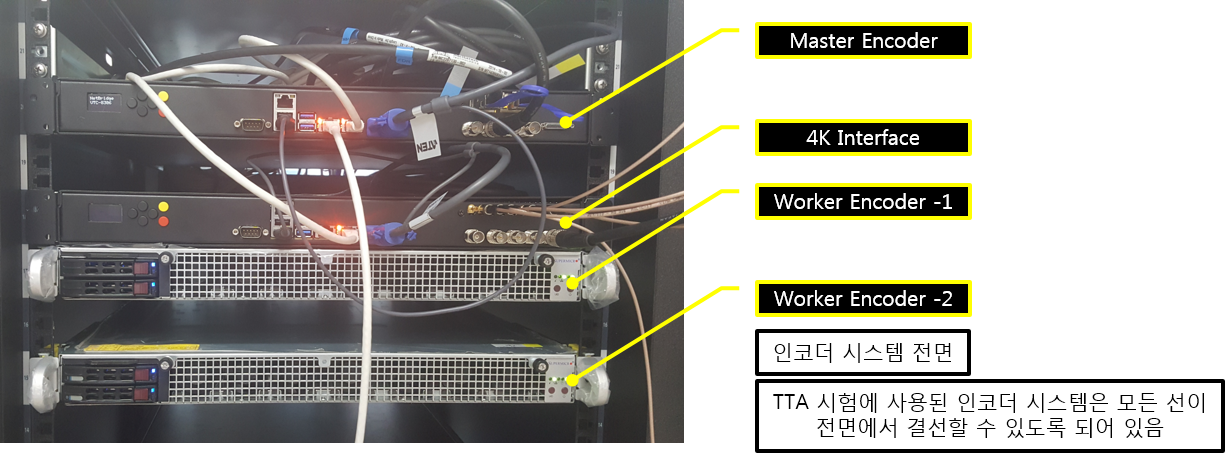 Master Encoder
4K Interface
Worker Encoder -1
Worker Encoder -2
인코더 시스템 전면
TTA 시험에 사용된 인코더 시스템은 모든 선이
전면에서 결선할 수 있도록 되어 있음
ATEN
UTC-8300